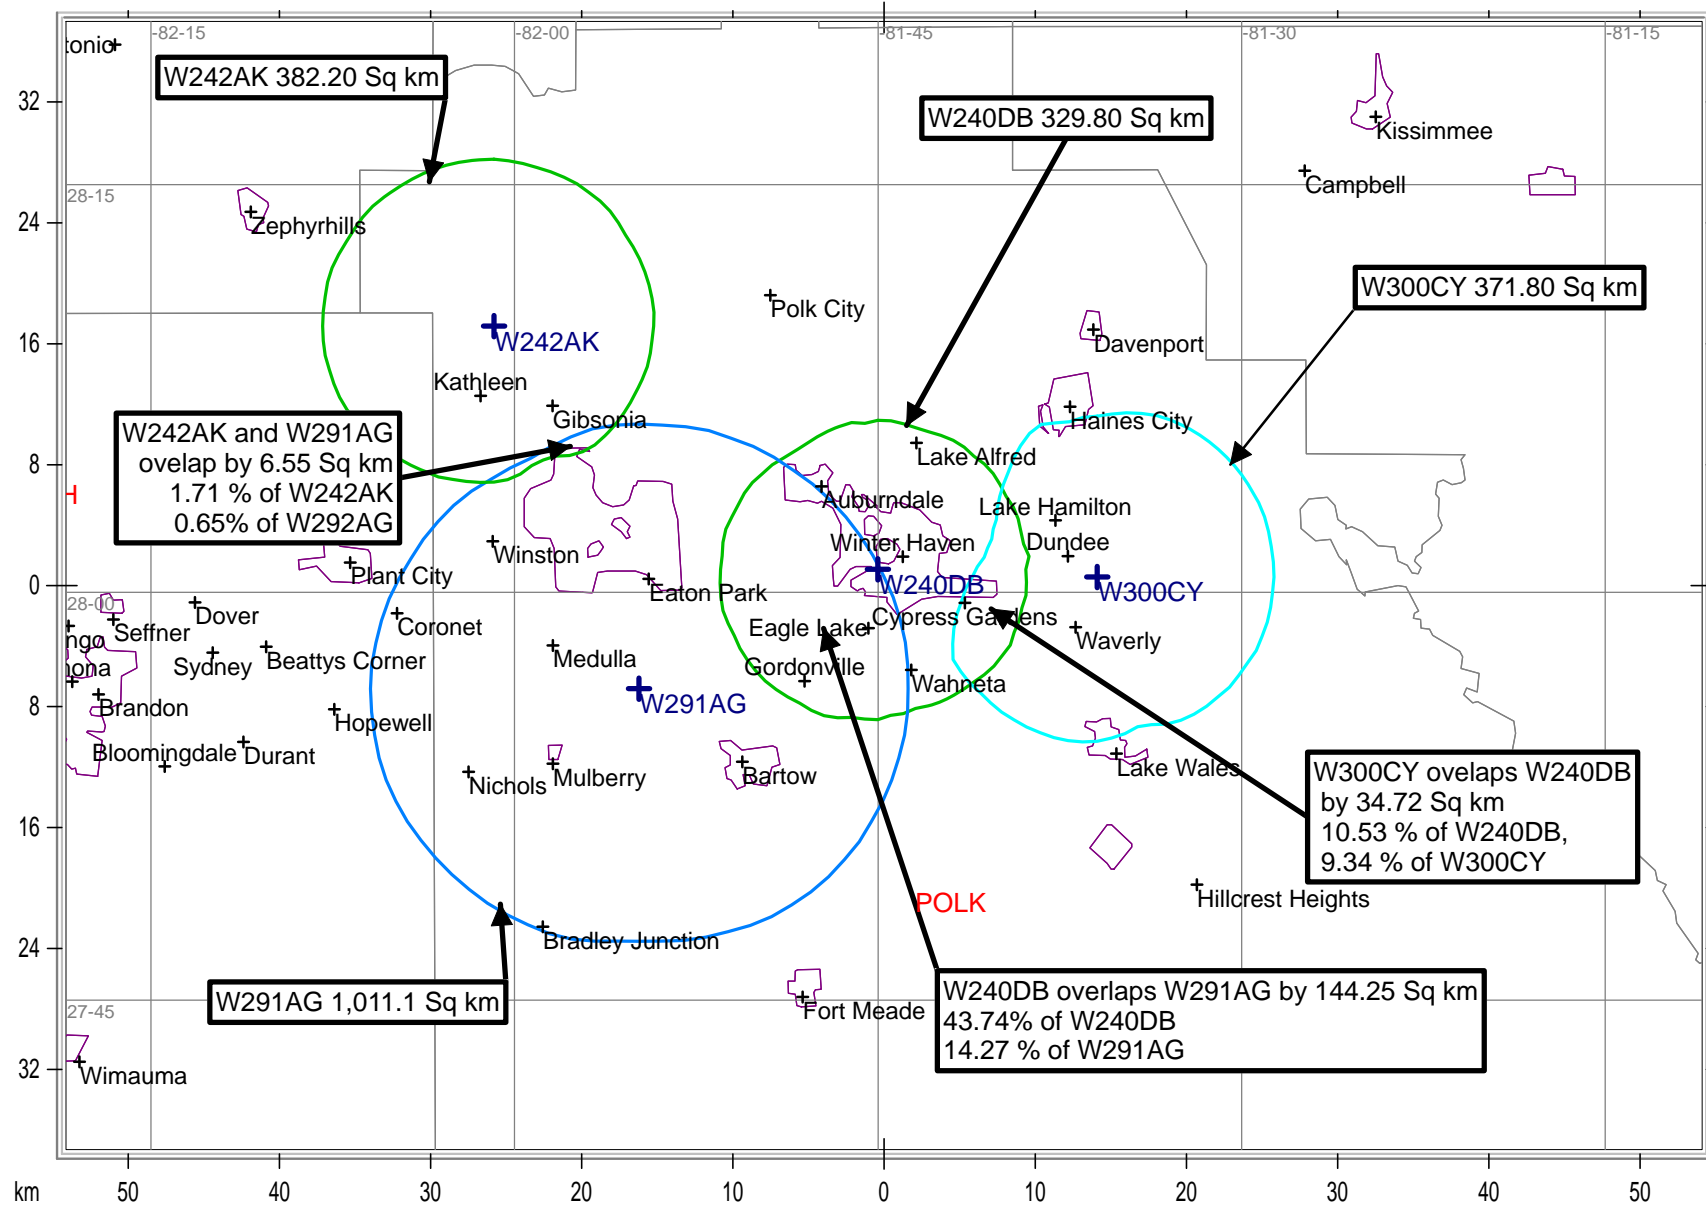 -82-15
-82-00
-81-45
-81-30
-81-15
tonio
W242AK 382.20 Sq km
W240DB 329.80 Sq km
32
Kissimmee
Campbell
28-15
24
Zephyrhills
W300CY 371.80 Sq km
Polk City
16
W242AK
Davenport
Kathleen
Gibsonia
Haines City
W242AK and W291AG
ovelap by 6.55 Sq km
1.71 % of W242AK
0.65% of W292AG
Lake Alfred
8
Auburndale
Lake Hamilton
Winter Haven
Dundee
Winston
Plant City
0
Eaton Park
W240DB
W300CY
28-00
Dover
Seffner
Coronet
Cypress Gardens
Eagle Lake
ngo
Waverly
Sydney
Beattys Corner
Medulla
Gordonville
nona
Wahneta
8
Brandon
W291AG
Hopewell
Bloomingdale
Durant
Nichols
Mulberry
Bartow
Lake Wales
W300CY ovelaps W240DB
by 34.72 Sq km
10.53 % of W240DB,
9.34 % of W300CY
16
POLK
Hillcrest Heights
24
Bradley Junction
W291AG 1,011.1 Sq km
W240DB overlaps W291AG by 144.25 Sq km
43.74% of W240DB
14.27 % of W291AG
27-45
Fort Meade
32
Wimauma
km 50 40 30 20 10 0 10 20 30 40 50